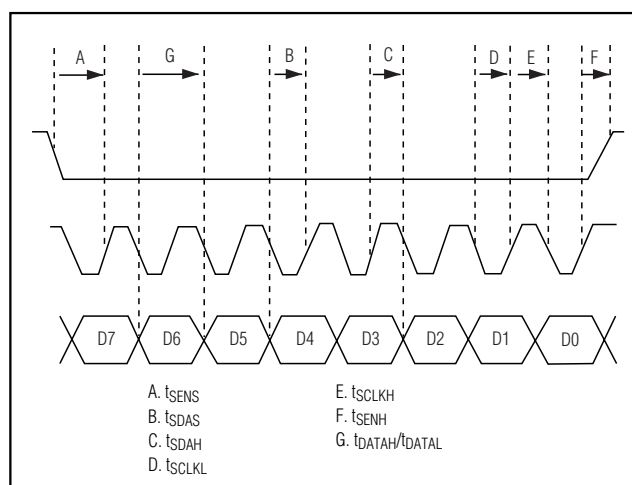 A G B C D E F
D7 D6 D5 D4 D3 D2 D1 D0
A. tSENS
B. tSDAS
C. tSDAH
D. tSCLKL
E. tSCLKH
F. tSENH
G. tDATAH/tDATAL